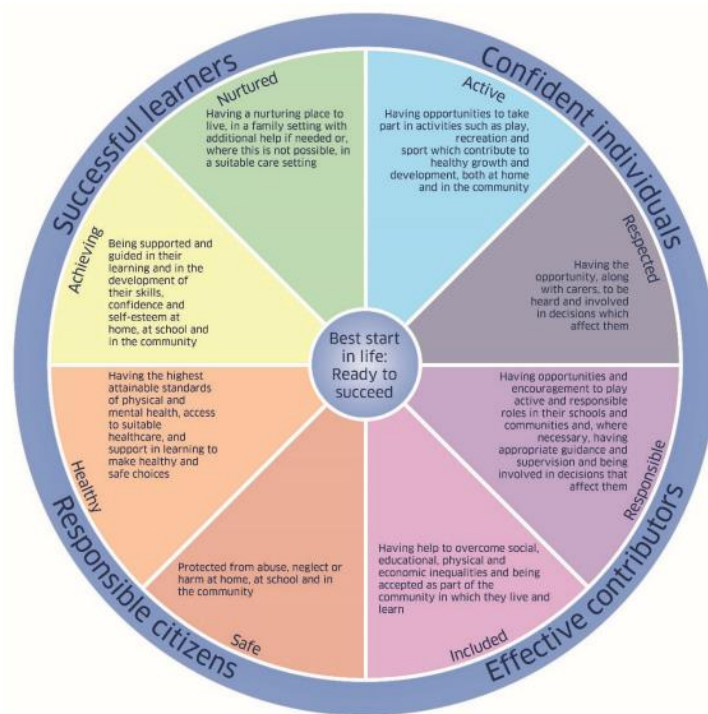 Successful learners
Confident individuals
Nurtured
Having a nurturing place to
live, in a family setting with
additional help if needed or,
where this is not possible, in
a suitable care setting
Active
Having opportunities to take
part in activities such as play,
recreation and
sport which contribute to
healthy growth and
development, both at home
and in the community
Achieving
Being supported and
guided in their
learning and in the
development of
their skills,
confidence and
self-esteem at
home, at school and
in the community
Respected
Having the
opportunity, along
with carers, to be
heard and involved
in decisions which
affect them
Best start
in life:
Ready to
succeed
Healthy
Having the highest
attainable standards
of physical and
mental health, access
to suitable
healthcare, and
support in learning to
make healthy and
safe choices
Responsible
Having opportunities and
encouragement to play
active and responsible
roles in their schools and
communities and, where
necessary, having
appropriate guidance and
supervision and being
involved in decisions that
affect them
Protected from abuse, neglect or
harm at home, at school and in
the community
Safe
Having help to overcome social,
educational, physical and
economic inequalities and being
accepted as part of the
community in which they live and
learn
Included
Responsible citizens
Effective contributors